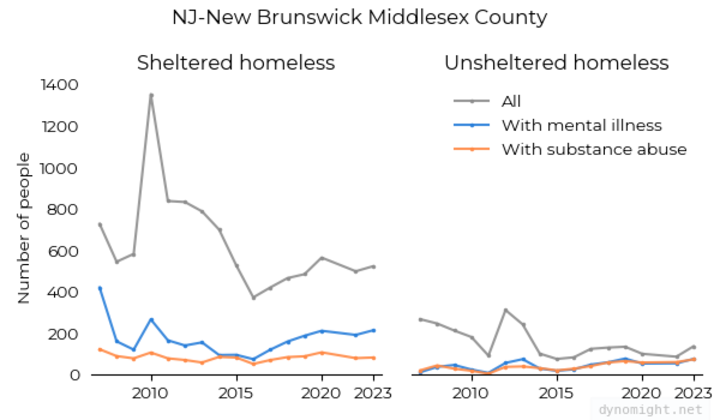 NJ-New Brunswick Middlesex County
Sheltered homeless
Unsheltered homeless
Number of people
1400
1200
1000
800
600
400
200
0
All
With mental illness
With substance abuse
2010
2015
2020
2023
2010
2015
2020
2023
dynomight.net